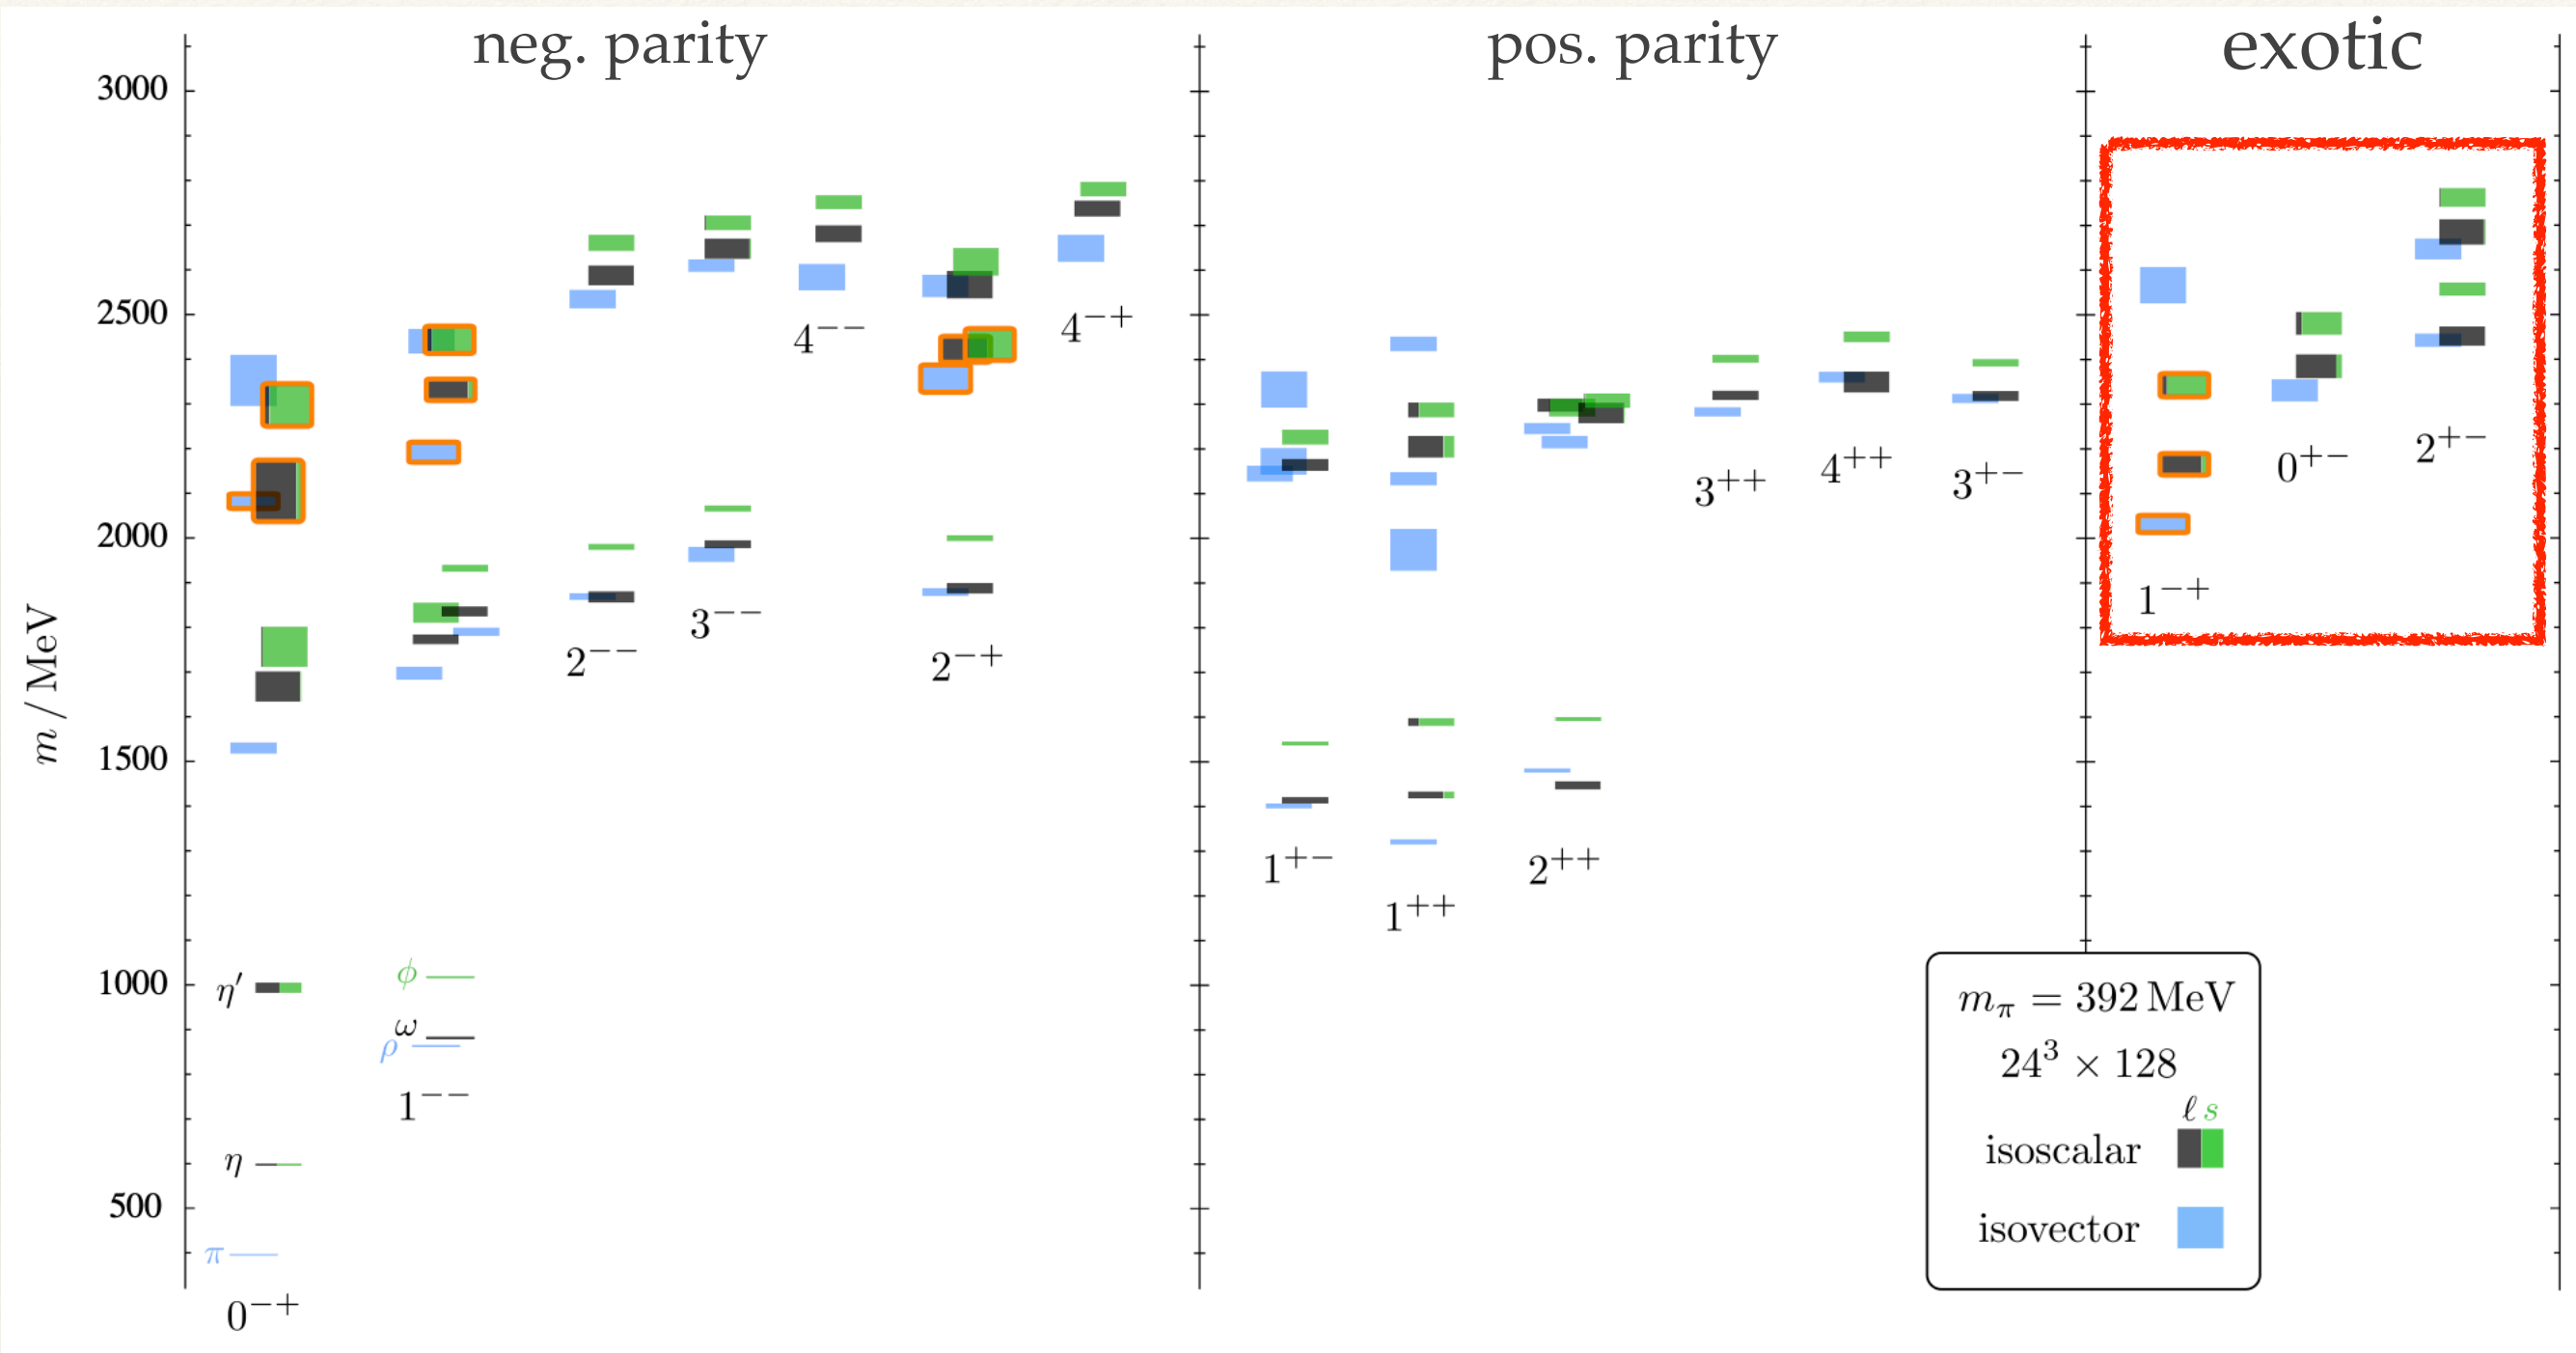 neg. parity
pos. parity
exotic
m / MeV
3000
2500
2000
1500
1000
500
4⁻⁻
4⁻⁺
2⁻⁻
3⁻⁻
2⁻⁺
η′
ϕ
ω
ρ
1⁻⁻
η
π
0⁻⁺
3⁺⁺
4⁺⁺
3⁺⁻
1⁺⁻
1⁺⁺
2⁺⁺
0⁺⁻
2⁺⁻
1⁻⁺
m_π = 392 MeV
24³ × 128
ℓ s
isoscalar
isovector